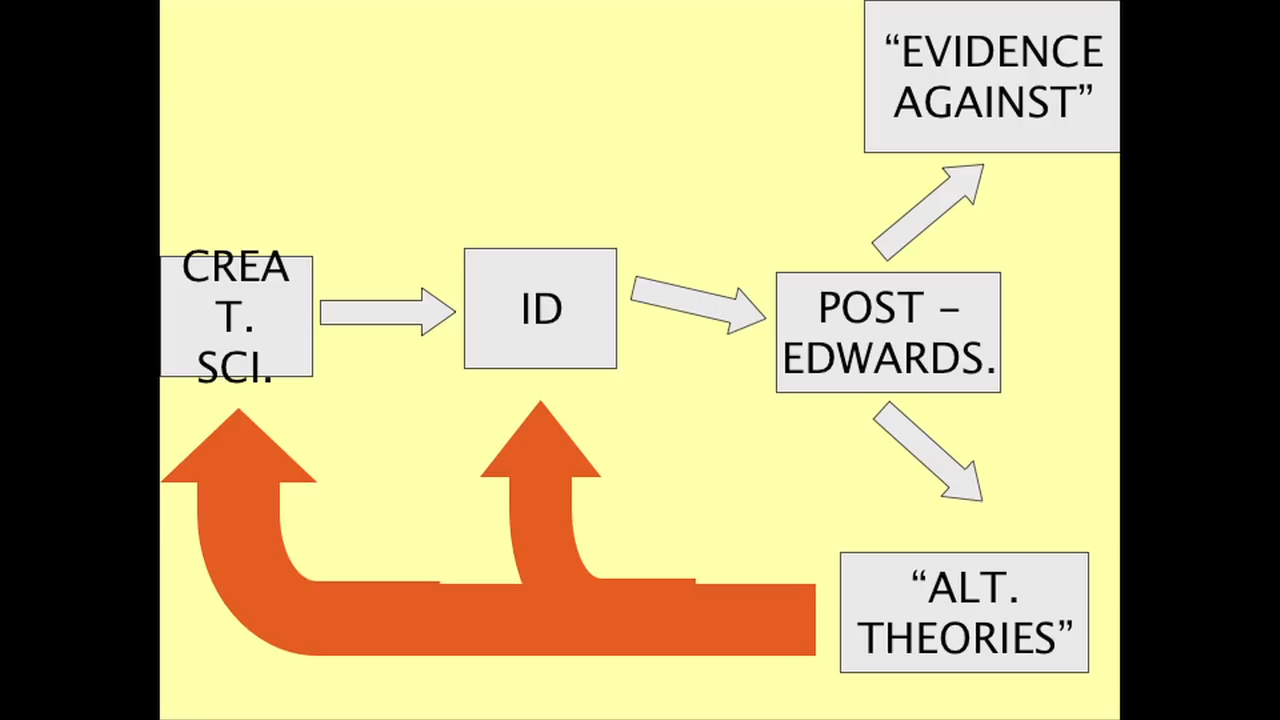 “EVIDENCE
AGAINST”
CREA
T.
SCI.
ID
POST –
EDWARDS.
“ALT.
THEORIES”